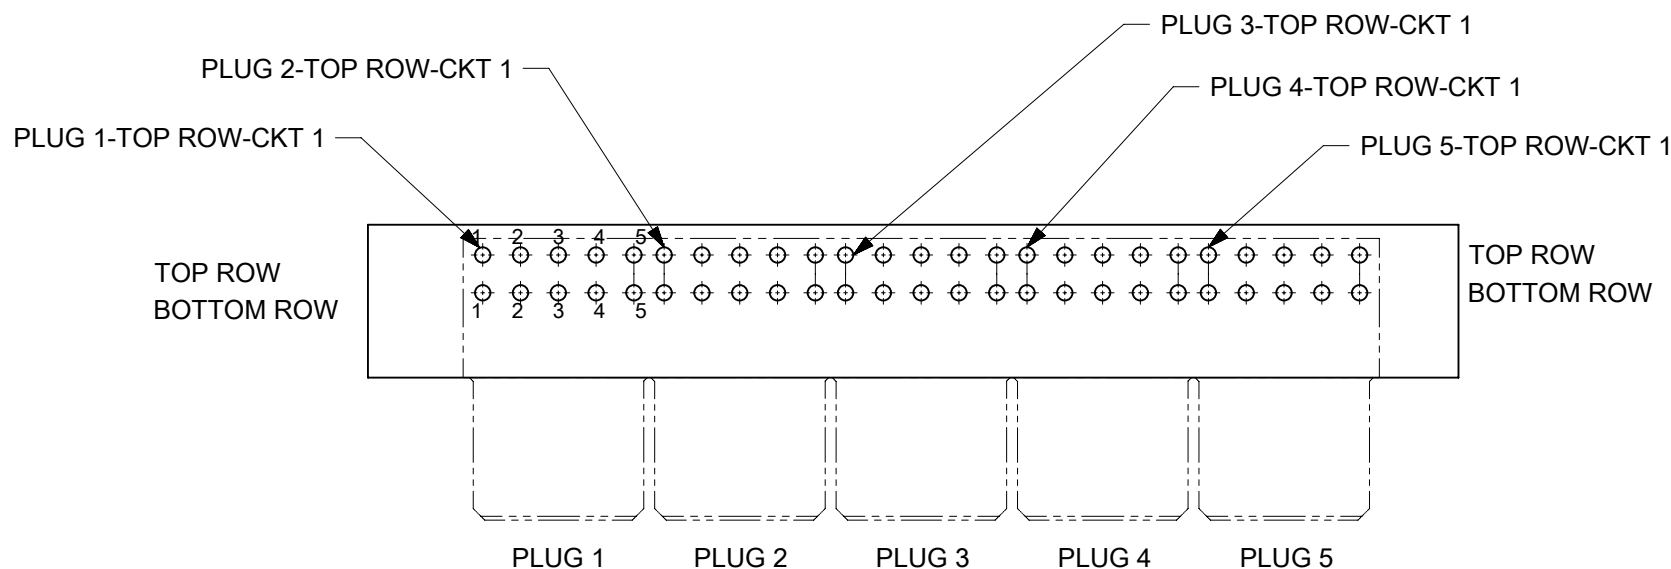 PLUG 3-TOP ROW-CKT 1
PLUG 2-TOP ROW-CKT 1
PLUG 4-TOP ROW-CKT 1
PLUG 1-TOP ROW-CKT 1
PLUG 5-TOP ROW-CKT 1
1 2 3 4 5
TOP ROW
BOTTOM ROW
TOP ROW
BOTTOM ROW
1 2 3 4 5
PLUG 1 PLUG 2 PLUG 3 PLUG 4 PLUG 5